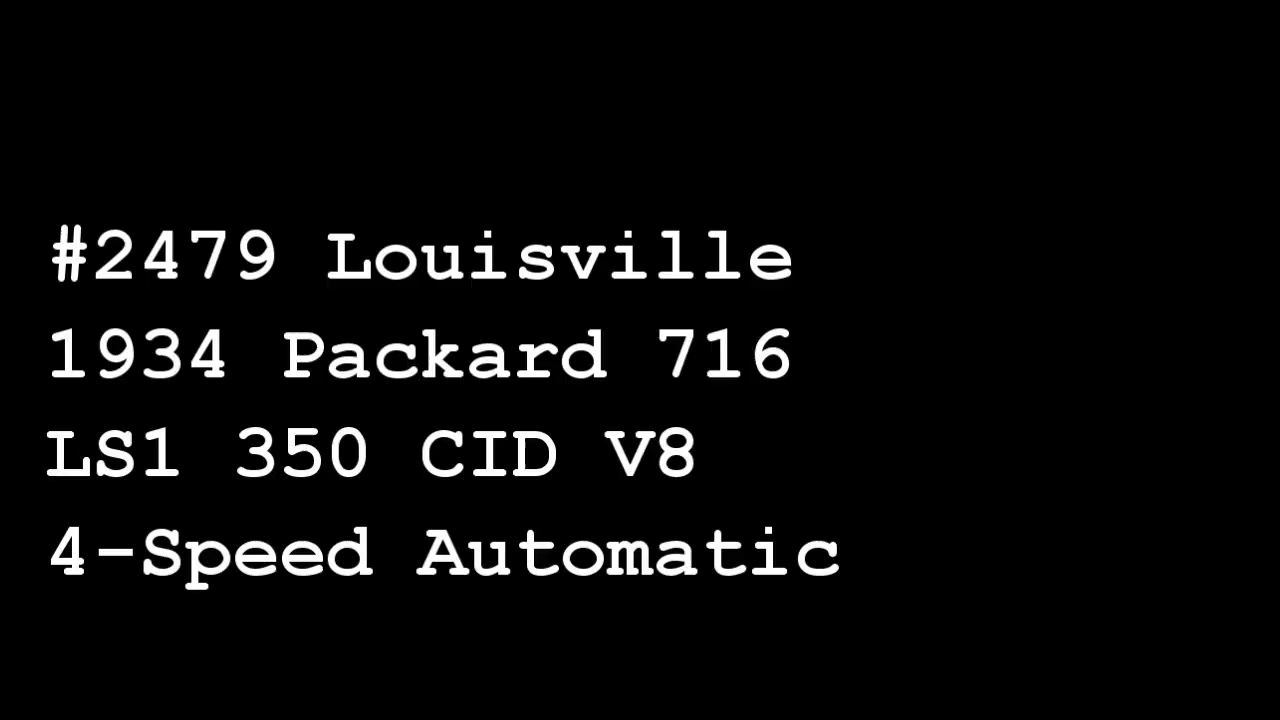 #2479 Louisville
1934 Packard 716
LS1 350 CID V8
4-Speed Automatic